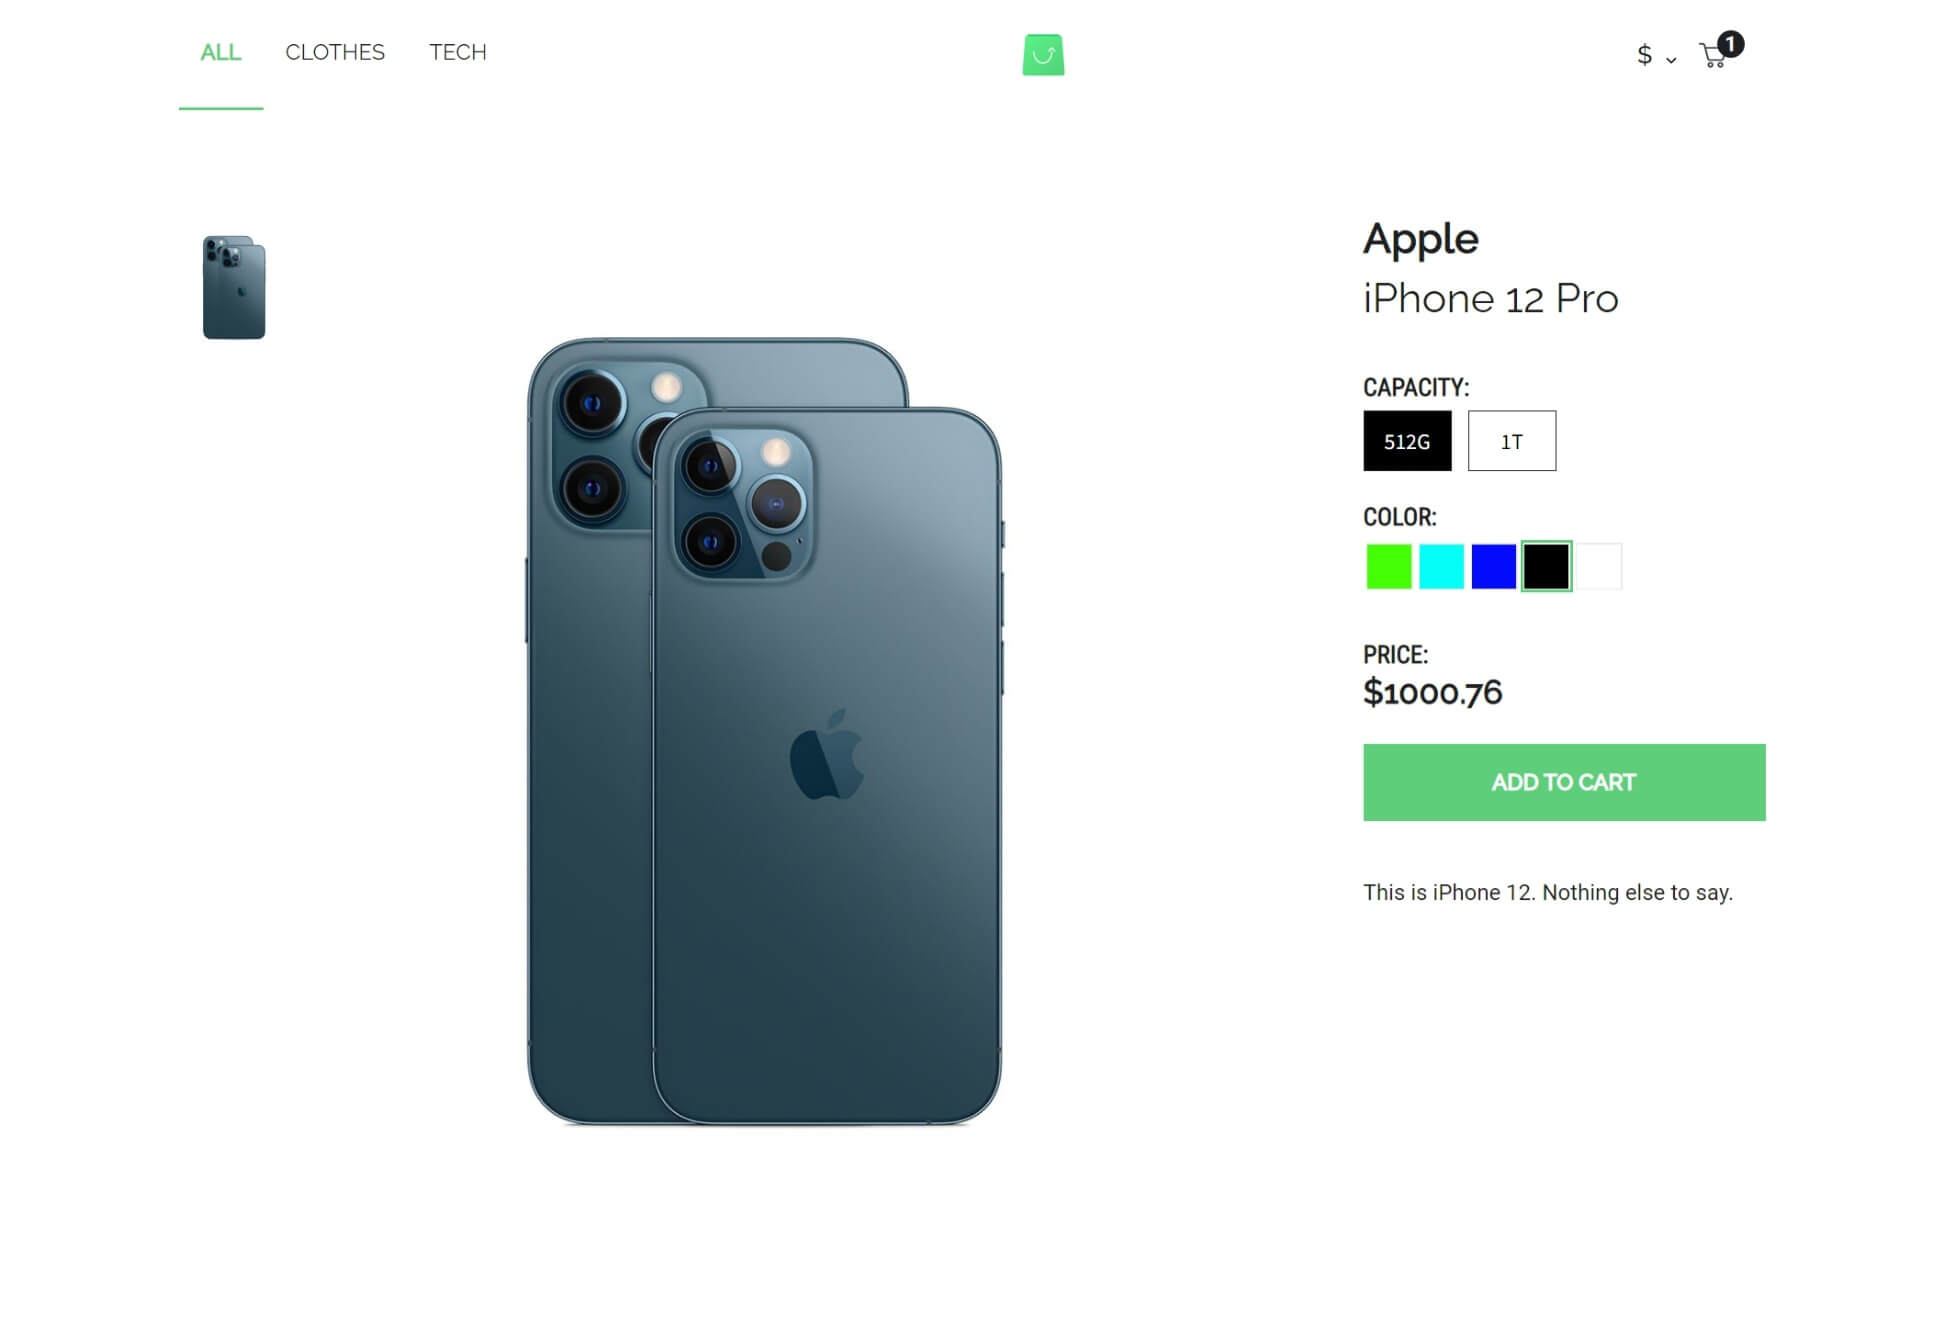 ALL CLOTHES TECH
$ 1
Apple
iPhone 12 Pro
CAPACITY:
512G 1T
COLOR:
PRICE:
$1000.76
ADD TO CART
This is iPhone 12. Nothing else to say.